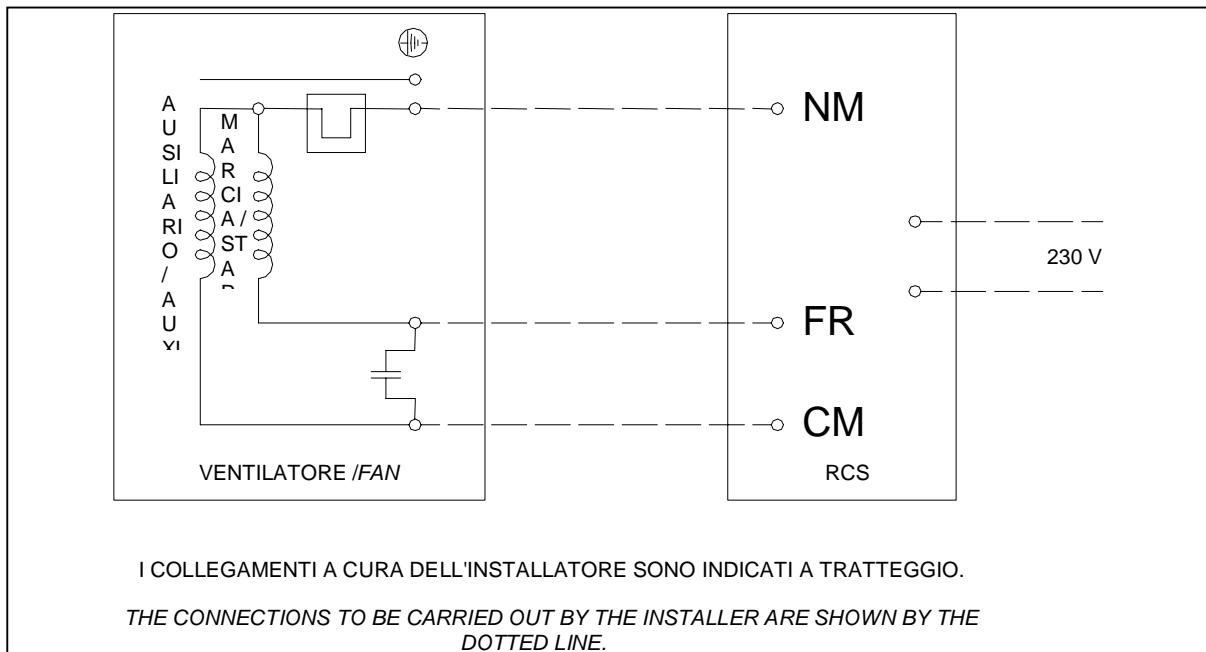 A
U
SI
LI
A
RI
O
/
A
U
M
A
R
CI
A/
ST
A
NM
230 V
FR
CM
VENTILATORE /FAN
RCS
I COLLEGAMENTI A CURA DELL'INSTALLATORE SONO INDICATI A TRATTEGGIO.
THE CONNECTIONS TO BE CARRIED OUT BY THE INSTALLER ARE SHOWN BY THE
DOTTED LINE.